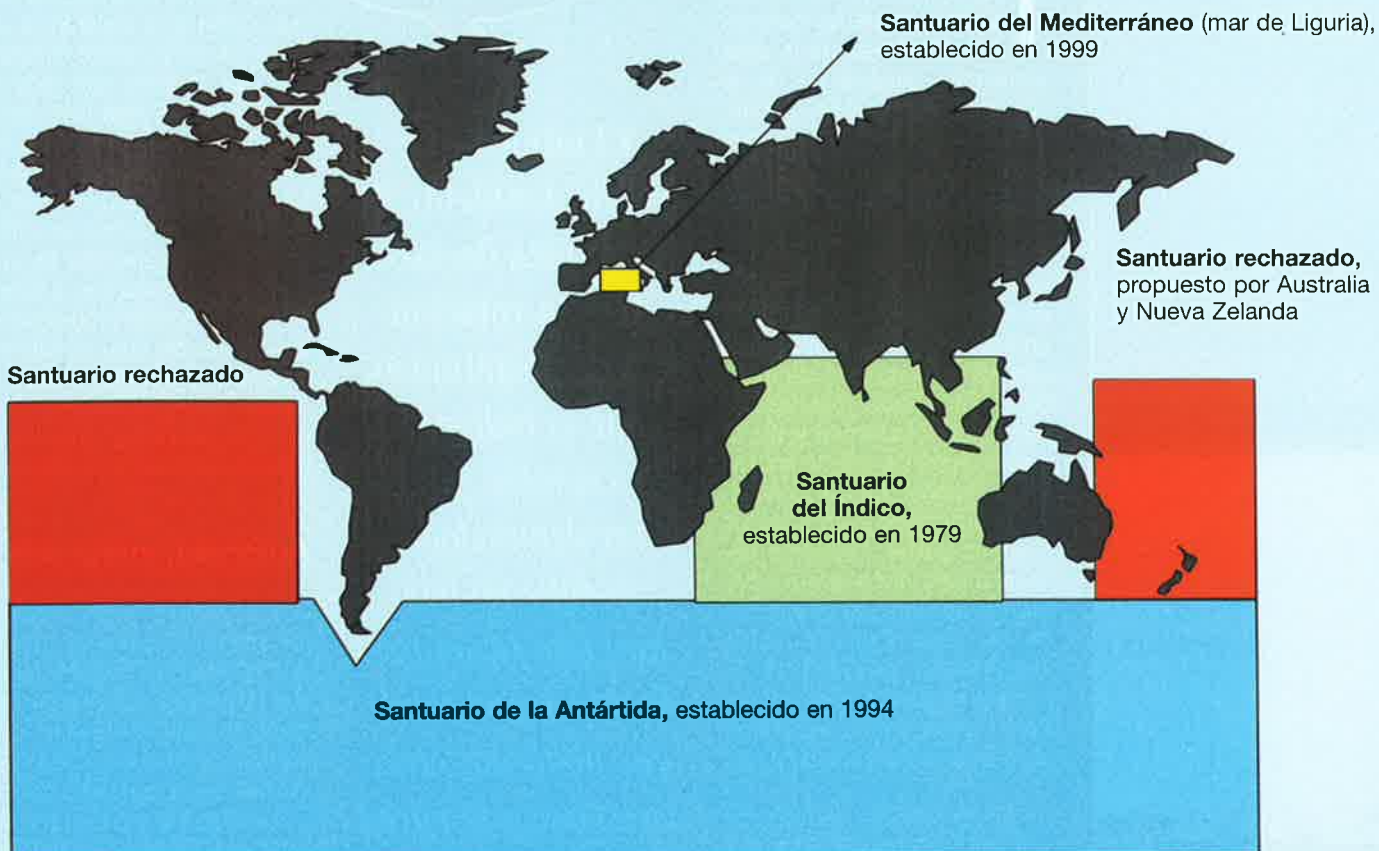 Santuario del Mediterráneo (mar de Liguria),
establecido en 1999
Santuario rechazado,
propuesto por Australia
y Nueva Zelanda
Santuario rechazado
Santuario
del Índico,
establecido en 1979
Santuario de la Antártida, establecido en 1994